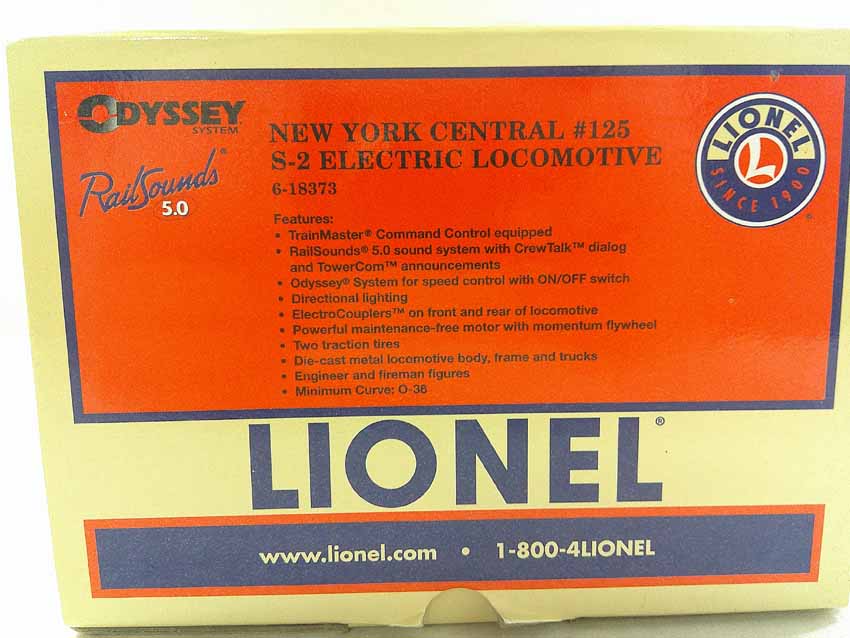 ODYSSEY
SYSTEM
RailSounds®
5.0
NEW YORK CENTRAL #125
S-2 ELECTRIC LOCOMOTIVE
6-18373
LIONEL
L
SINCE 1900
®
Features:
• TrainMaster® Command Control equipped
• RailSounds® 5.0 sound system with CrewTalk™ dialog
and TowerCom™ announcements
• Odyssey® System for speed control with ON/OFF switch
• Directional lighting
• ElectroCouplers™ on front and rear of locomotive
• Powerful maintenance-free motor with momentum flywheel
• Two traction tires
• Die-cast metal locomotive body, frame and trucks
• Engineer and fireman figures
• Minimum Curve: O-36
LIONEL®
www.lionel.com • 1-800-4LIONEL